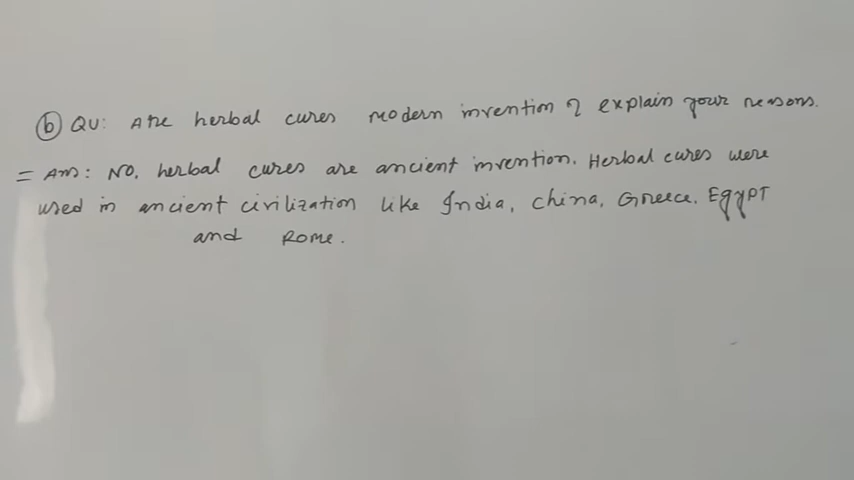 (b) QU: Are herbal cures modern invention? explain your reasons.
= Ans: NO, herbal cures are ancient invention. Herbal cures were
used in ancient civilization like India, china, Greece, Egypt
and Rome.